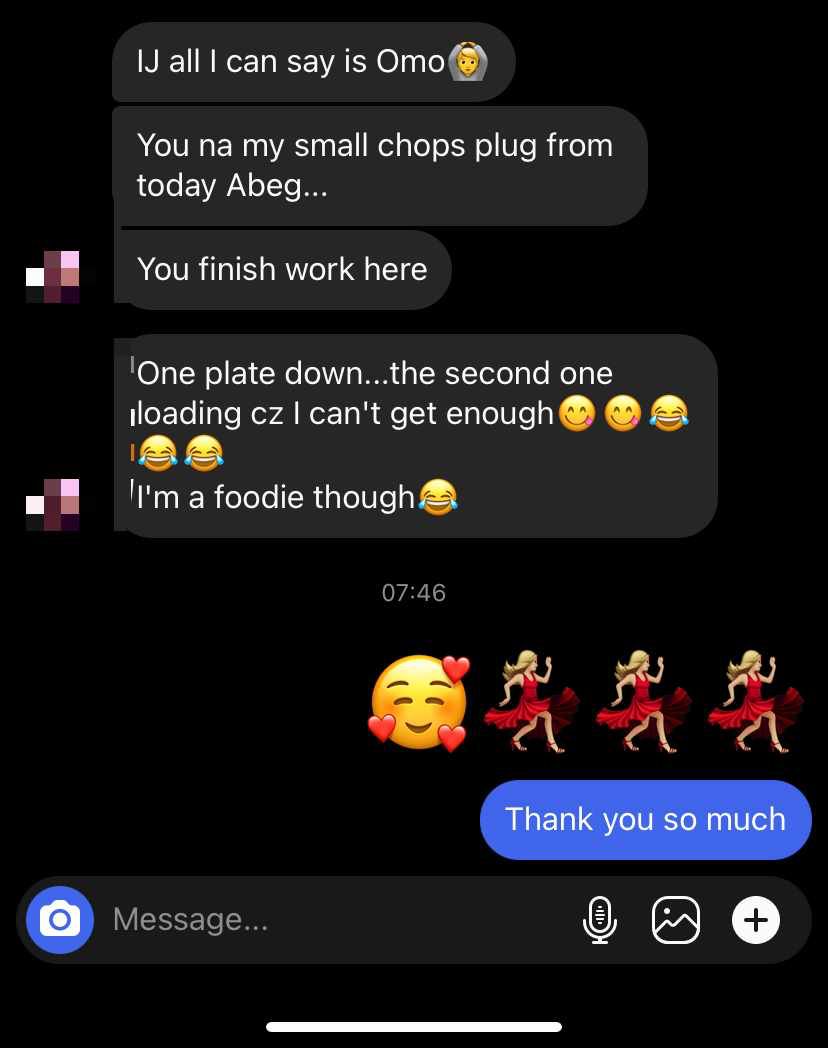 IJ all I can say is Omo🙆
You na my small chops plug from
today Abeg...
You finish work here
One plate down...the second one
loading cz I can't get enough😋😋😂
😂😂
I'm a foodie though😂
07:46
🥰💃💃💃
Thank you so much
Message...